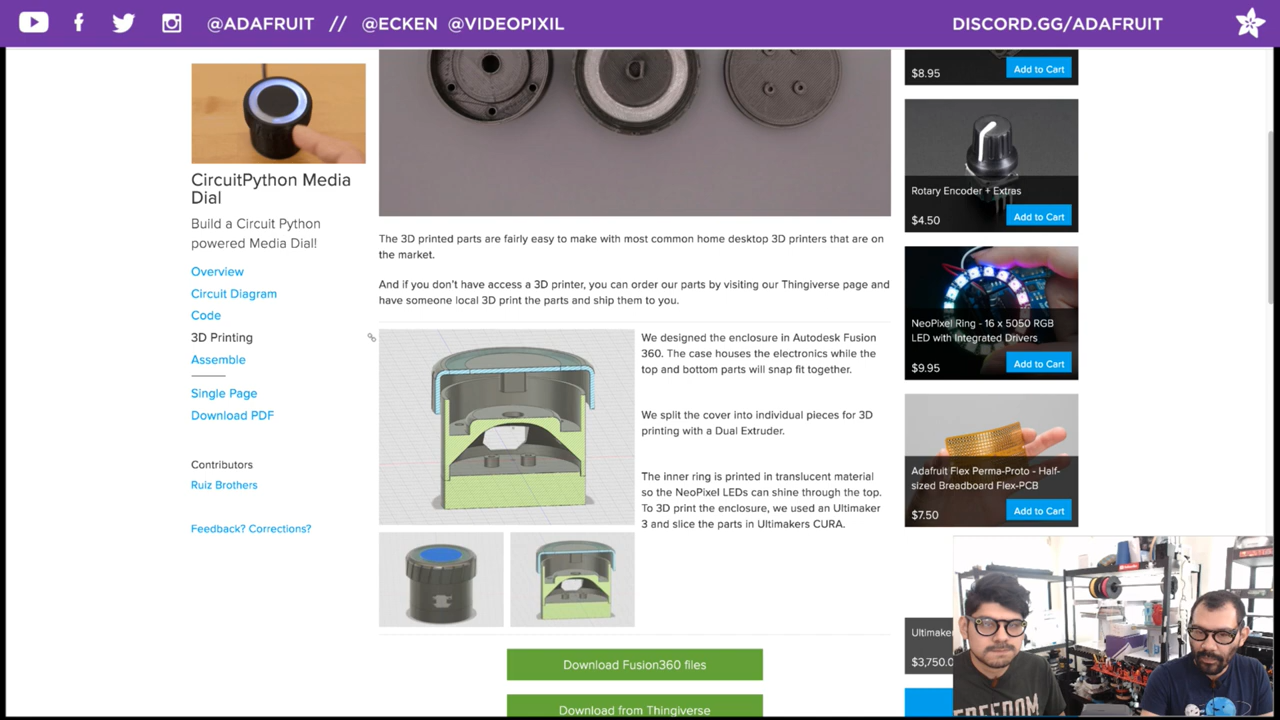 @ADAFRUIT // @ECKEN @VIDEOPIXIL
DISCORD.GG/ADAFRUIT
CircuitPython Media
Dial
Build a Circuit Python
powered Media Dial!
Overview
Circuit Diagram
Code
3D Printing
Assemble
Single Page
Download PDF
Contributors
Ruiz Brothers
Feedback? Corrections?
The 3D printed parts are fairly easy to make with most common home desktop 3D printers that are on
the market.
And if you don't have access a 3D printer, you can order our parts by visiting our Thingiverse page and
have someone local 3D print the parts and ship them to you.
We designed the enclosure in Autodesk Fusion
360. The case houses the electronics while the
top and bottom parts will snap fit together.
We split the cover into individual pieces for 3D
printing with a Dual Extruder.
The inner ring is printed in translucent material
so the NeoPixel LEDs can shine through the top.
To 3D print the enclosure, we used an Ultimaker
3 and slice the parts in Ultimakers CURA.
Download Fusion360 files
Download from Thingiverse
$8.95
Add to Cart
Rotary Encoder + Extras
$4.50
Add to Cart
NeoPixel Ring - 16 x 5050 RGB
LED with Integrated Drivers
$9.95
Add to Cart
Adafruit Flex Perma-Proto - Half-
sized Breadboard Flex-PCB
$7.50
Add to Cart
Ultimake
$3,750.0
FREEDOM